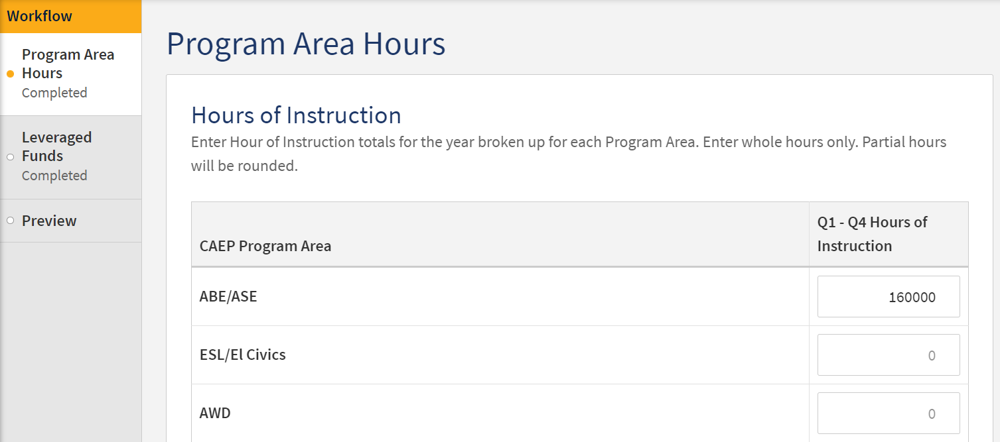 Workflow
Program Area
Hours
Completed
Leveraged
Funds
Completed
Preview
Program Area Hours
Hours of Instruction
Enter Hour of Instruction totals for the year broken up for each Program Area. Enter whole hours only. Partial hours
will be rounded.
CAEP Program Area
Q1 - Q4 Hours of
Instruction
ABE/ASE
160000
ESL/El Civics
0
AWD
0